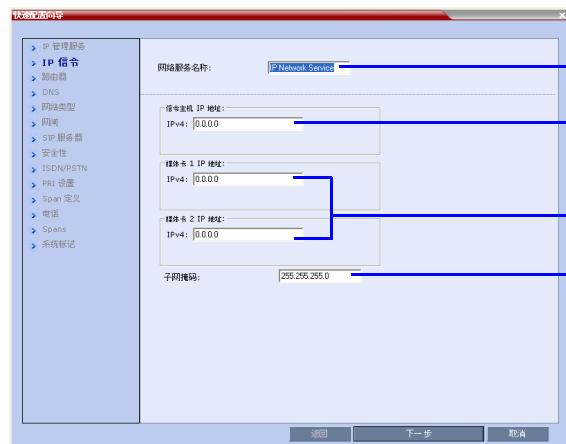 快速配置向导
IP 管理服务
IP 信令
路由器
DNS
网络类型
网闸
SIP 服务器
安全性
ISDN/PSTN
PRI 设置
Span 定义
电话
Spans
系统标记
网络服务名称:
IP Network Service
信令主机 IP 地址:
IPv4: 0.0.0.0
媒体卡 1 IP 地址:
IPv4: 0.0.0.0
媒体卡 2 IP 地址:
IPv4: 0.0.0.0
子网掩码:
255.255.255.0
返回
下一步
取消